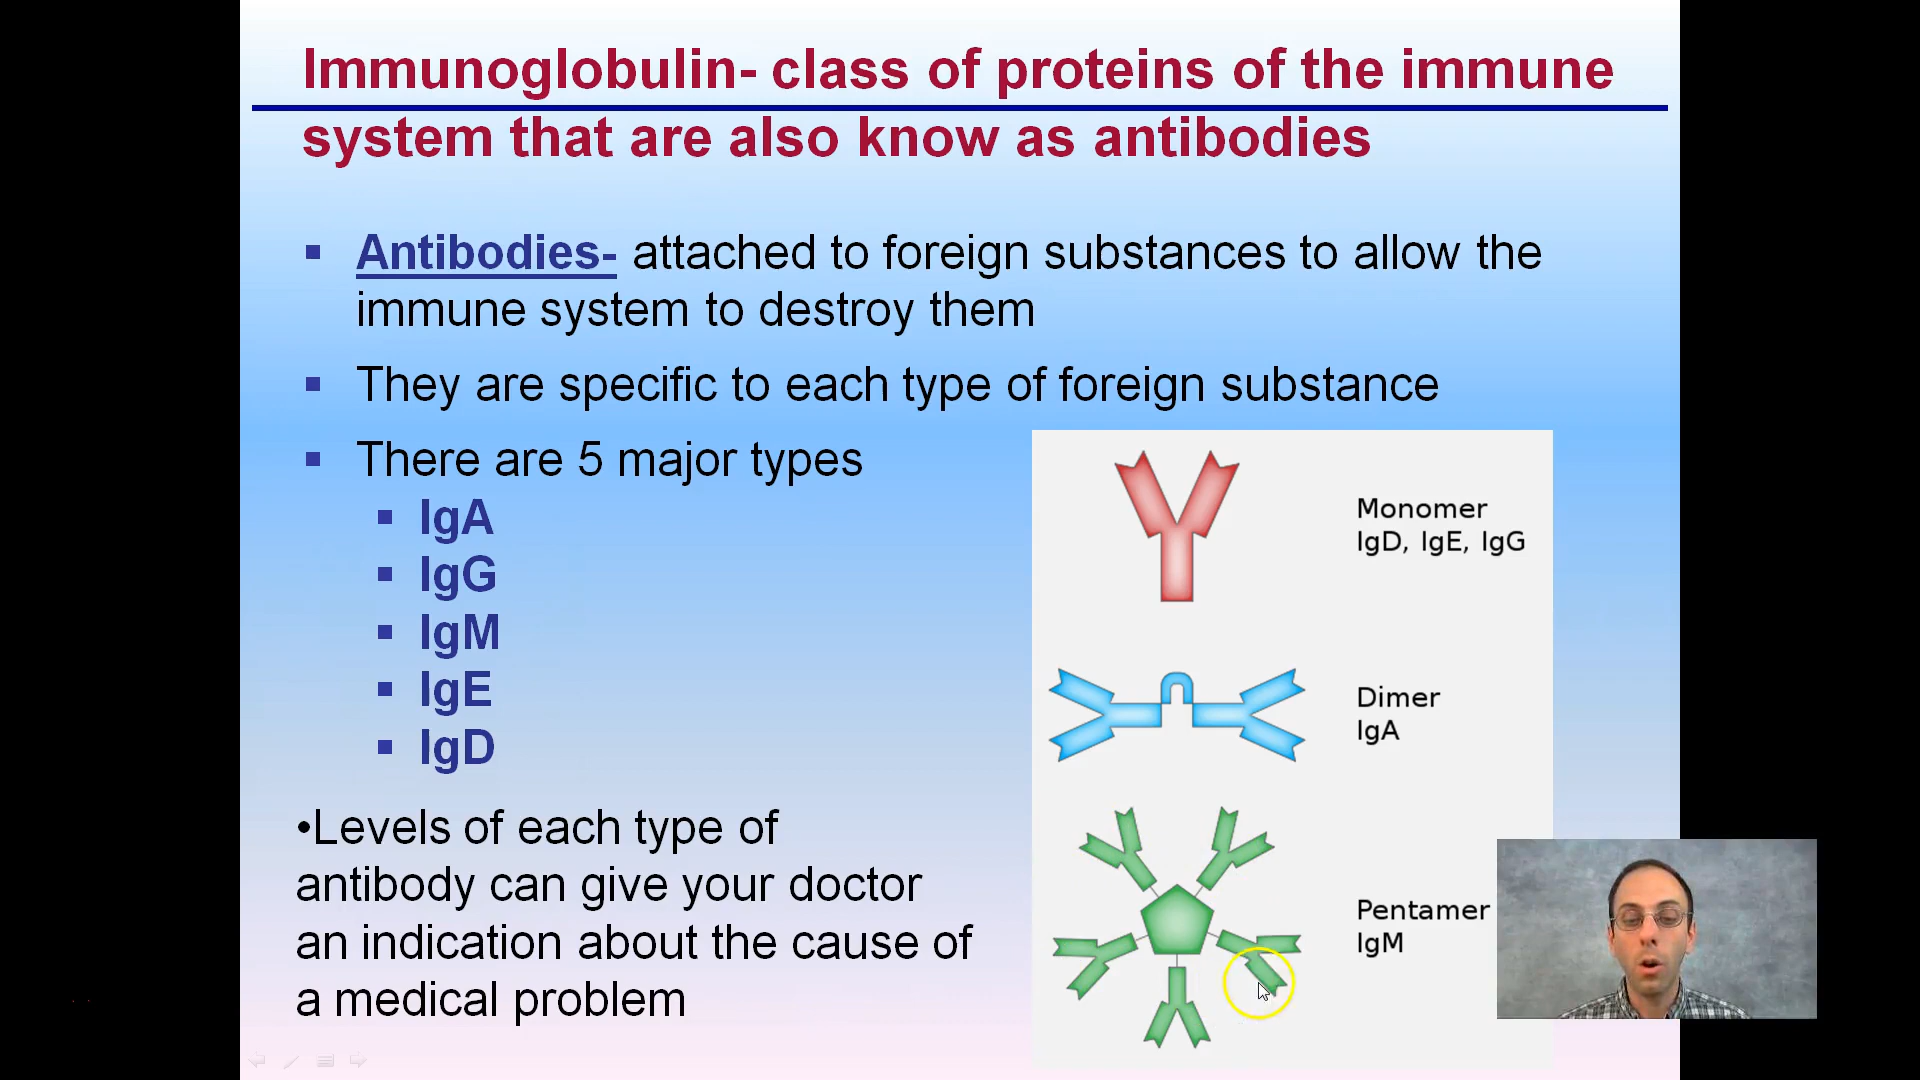 Immunoglobulin- class of proteins of the immune
system that are also know as antibodies
▪ Antibodies- attached to foreign substances to allow the
immune system to destroy them
▪ They are specific to each type of foreign substance
▪ There are 5 major types
▪ IgA
▪ IgG
▪ IgM
▪ IgE
▪ IgD
•Levels of each type of
antibody can give your doctor
an indication about the cause of
a medical problem
Monomer
IgD, IgE, IgG
Dimer
IgA
Pentamer
IgM